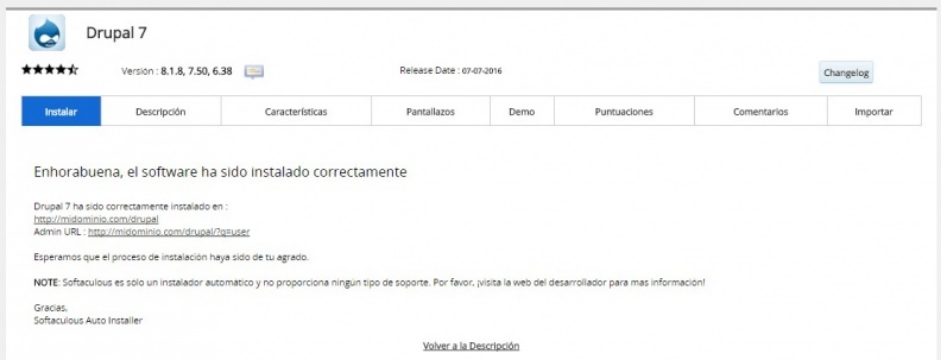 Drupal 7
Versión : 8.1.8, 7.50, 6.38 Release Date : 07-07-2016 Changelog
Instalar Descripción Características Pantallazos Demo Puntuaciones Comentarios Importar
Enhorabuena, el software ha sido instalado correctamente
Drupal 7 ha sido correctamente instalado en :
http://midominio.com/drupal
Admin URL : http://midominio.com/drupal/?q=user
Esperamos que el proceso de instalación haya sido de tu agrado.
NOTE: Softaculous es sólo un instalador automático y no proporciona ningún tipo de soporte. Por favor, ¡visita la web del desarrollador para mas información!
Gracias,
Softaculous Auto Installer
Volver a la Descripción